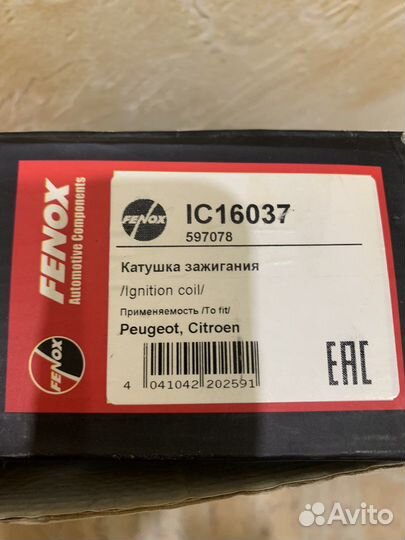 FENOX
Automotive Components
FENOX
FENOX
IC16037
597078
Катушка зажигания
/Ignition coil/
Применяемость /To fit/
Peugeot, Citroen
4 041042 202591
EAC
Avito